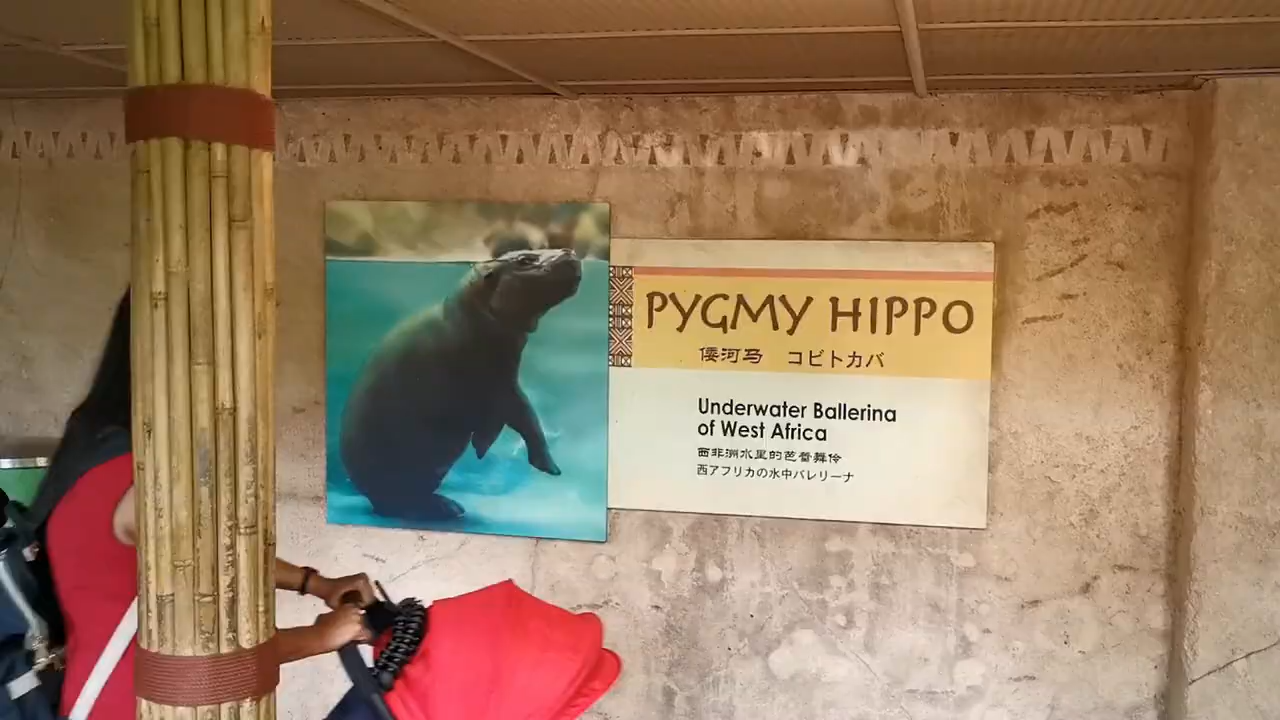 PYGMY HIPPO
倭河马 コビトカバ
Underwater Ballerina
of West Africa
西非洲水里的芭蕾舞伶
西アフリカの水中バレリーナ